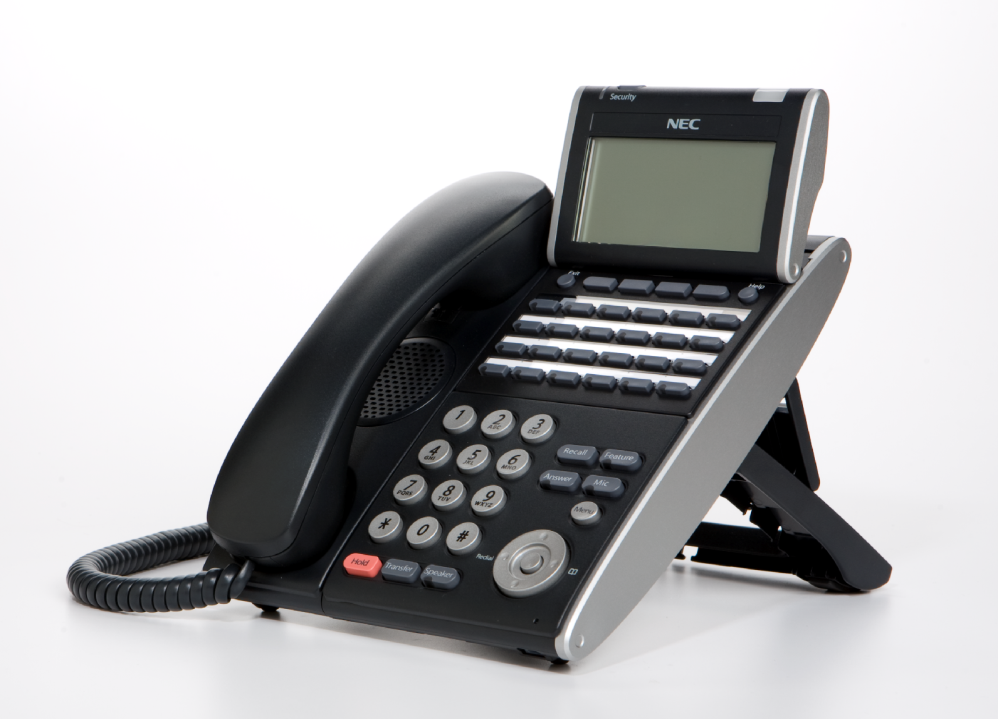 Security
NEC
Exit
Help
1
2
ABC
3
DEF
4
GHI
5
JKL
6
MNO
7
PQRS
8
TUV
9
WXYZ
*
0
#
Recall
Feature
Answer
Mic
Menu
Redial
Hold
Transfer
Speaker